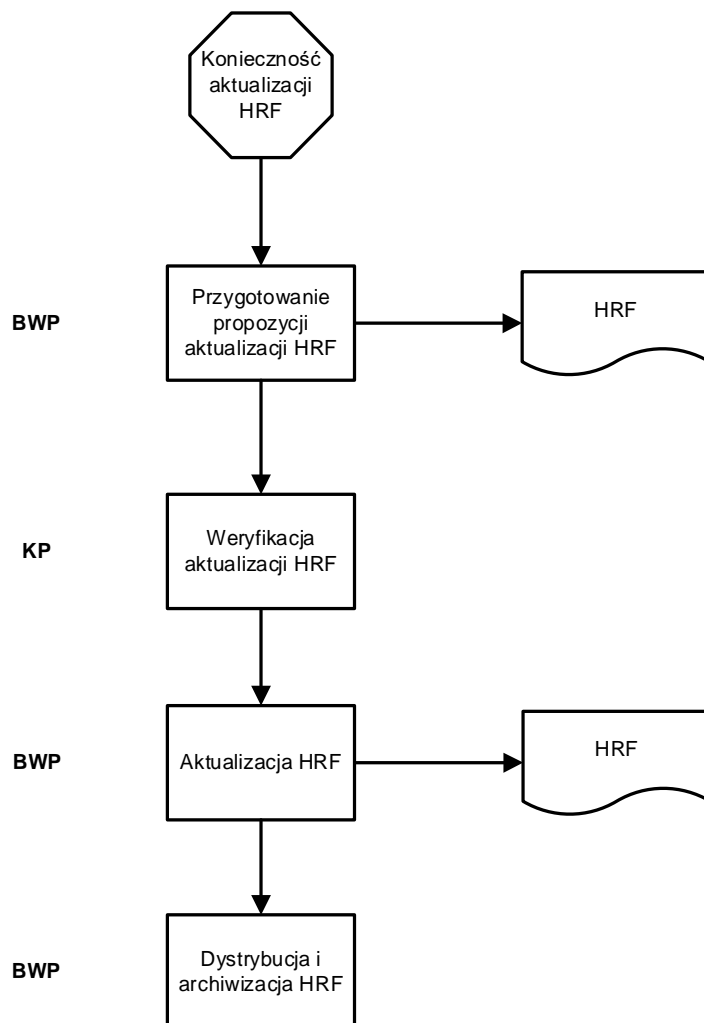 Konieczność
aktualizacji
HRF
BWP
Przygotowanie
propozycji
aktualizacji HRF
HRF
KP
Weryfikacja
aktualizacji HRF
BWP
Aktualizacja HRF
HRF
BWP
Dystrybucja i
archiwizacja HRF